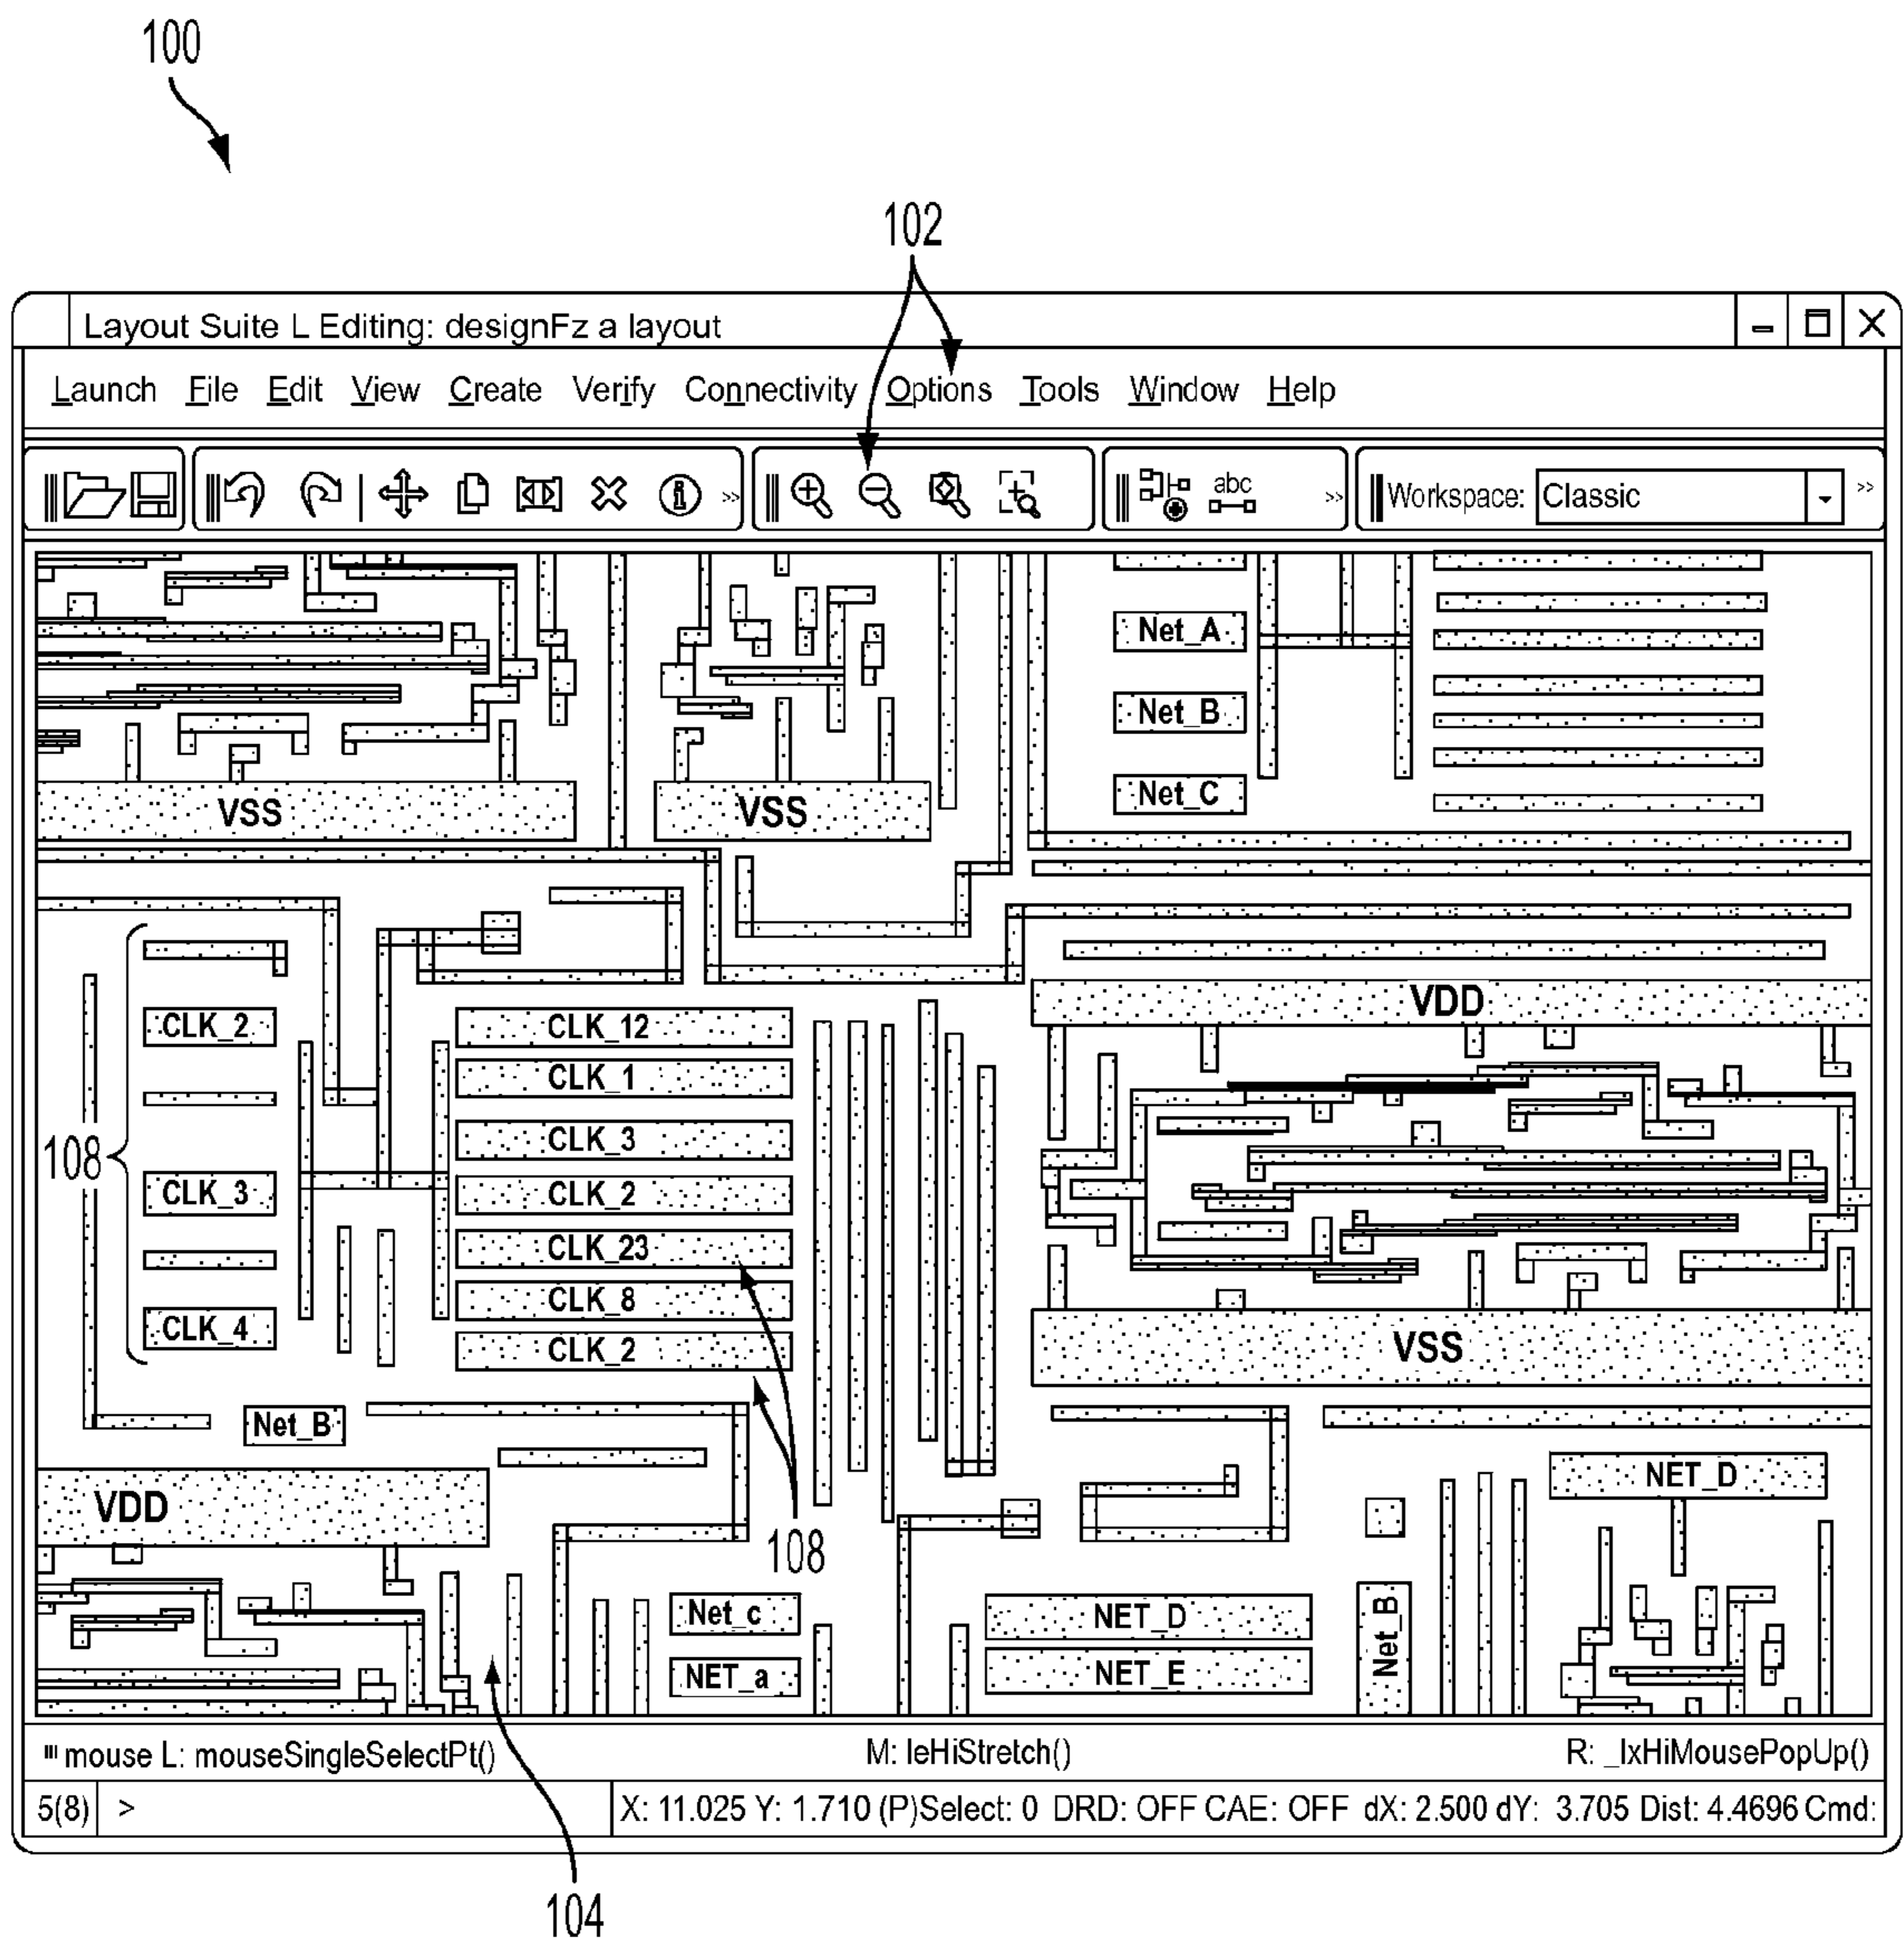 100
102
Layout Suite L Editing: designFz a layout
Launch File Edit View Create Verify Connectivity Options Tools Window Help
abc
Workspace: Classic
Net_A
Net_B
Net_C
VSS
VSS
VDD
CLK_2
CLK_3
CLK_4
108
CLK_12
CLK_1
CLK_3
CLK_2
CLK_23
CLK_8
CLK_2
VSS
Net_B
VDD
108
NET_D
Net_c
NET_a
NET_D
NET_E
Net_B
mouse L: mouseSingleSelectPt() M: leHiStretch() R: _lxHiMousePopUp()
5(8) > X: 11.025 Y: 1.710 (P)Select: 0 DRD: OFF CAE: OFF dX: 2.500 dY: 3.705 Dist: 4.4696 Cmd:
104